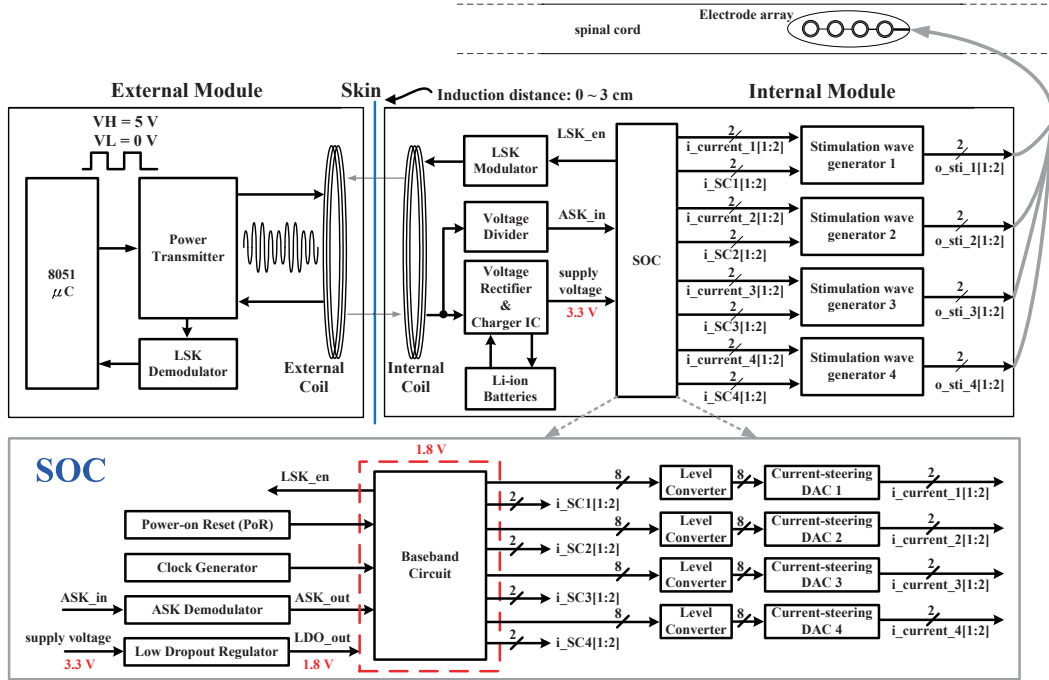 Electrode array
spinal cord
External Module
Skin
Induction distance: 0 ~ 3 cm
Internal Module
VH = 5 V
VL = 0 V
8051
μC
Power
Transmitter
LSK
Demodulator
External
Coil
Internal
Coil
LSK
Modulator
LSK_en
Voltage
Divider
ASK_in
Voltage
Rectifier
&
Charger IC
supply
voltage
3.3 V
Li-ion
Batteries
SOC
2
i_current_1[1:2]
2
i_SC1[1:2]
2
i_current_2[1:2]
2
i_SC2[1:2]
2
i_current_3[1:2]
2
i_SC3[1:2]
2
i_current_4[1:2]
2
i_SC4[1:2]
Stimulation wave
generator 1
2
o_sti_1[1:2]
Stimulation wave
generator 2
2
o_sti_2[1:2]
Stimulation wave
generator 3
2
o_sti_3[1:2]
Stimulation wave
generator 4
2
o_sti_4[1:2]
SOC
1.8 V
LSK_en
Power-on Reset (PoR)
Clock Generator
ASK_in
ASK Demodulator
ASK_out
supply voltage
3.3 V
Low Dropout Regulator
LDO_out
1.8 V
Baseband
Circuit
8
Level
Converter
8
Current-steering
DAC 1
2
i_current_1[1:2]
2
i_SC1[1:2]
8
Level
Converter
8
Current-steering
DAC 2
2
i_current_2[1:2]
2
i_SC2[1:2]
8
Level
Converter
8
Current-steering
DAC 3
2
i_current_3[1:2]
2
i_SC3[1:2]
8
Level
Converter
8
Current-steering
DAC 4
2
i_current_4[1:2]
2
i_SC4[1:2]